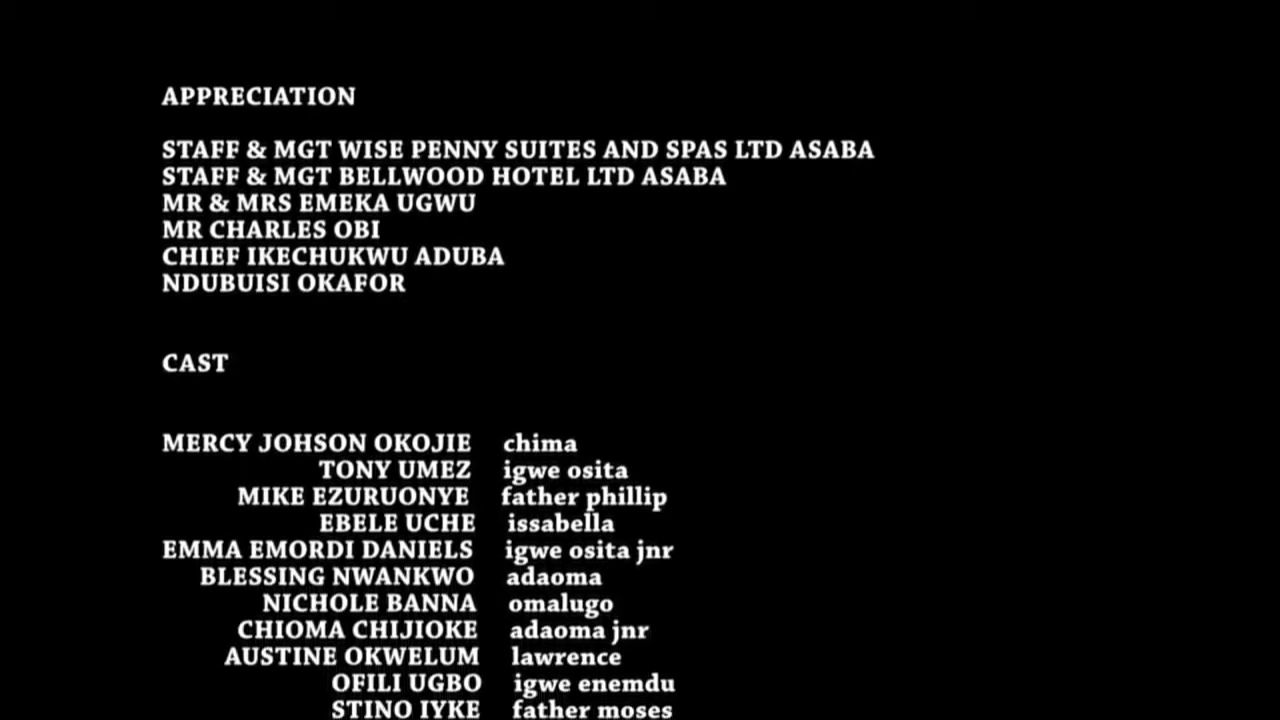 APPRECIATION
STAFF & MGT WISE PENNY SUITES AND SPAS LTD ASABA
STAFF & MGT BELLWOOD HOTEL LTD ASABA
MR & MRS EMEKA UGWU
MR CHARLES OBI
CHIEF IKECHUKWU ADUBA
NDUBUISI OKAFOR
CAST
MERCY JOHSON OKOJIE chima
TONY UMEZ igwe osita
MIKE EZURUONYE father phillip
EBELE UCHE issabella
EMMA EMORDI DANIELS igwe osita jnr
BLESSING NWANKWO adaoma
NICHOLE BANNA omalugo
CHIOMA CHIJIOKE adaoma jnr
AUSTINE OKWELUM lawrence
OFILI UGBO igwe enemdu
STINO IYKE father moses